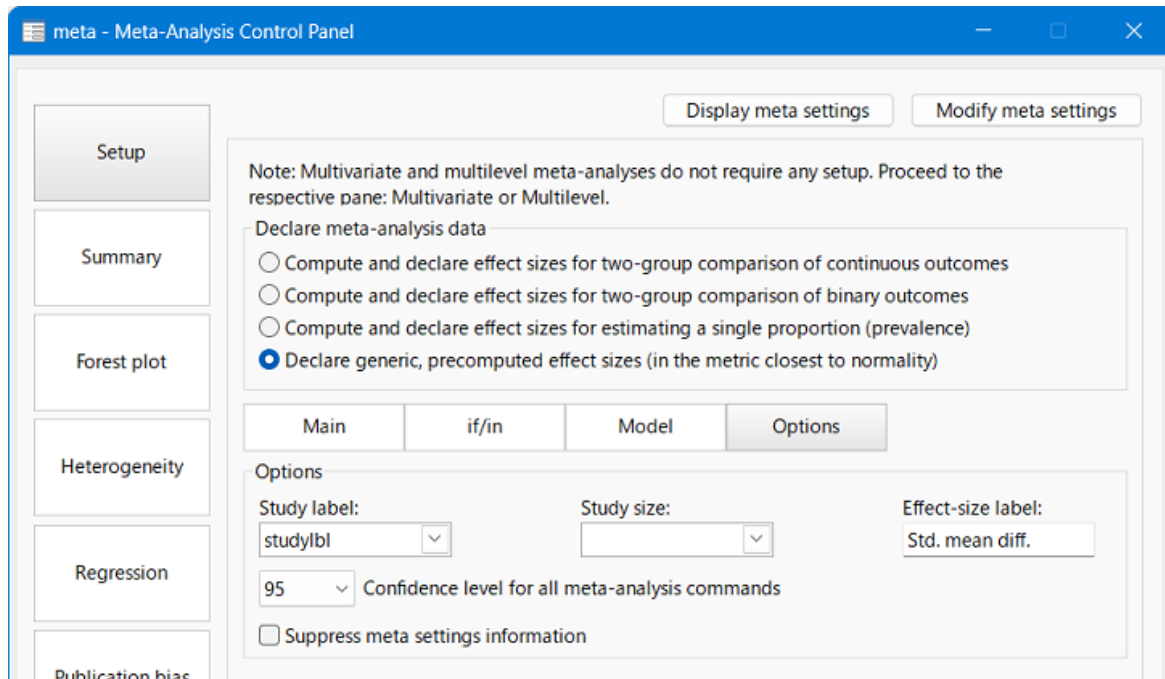 meta - Meta-Analysis Control Panel
Display meta settings
Modify meta settings
Setup
Summary
Forest plot
Heterogeneity
Regression
Publication bias
Note: Multivariate and multilevel meta-analyses do not require any setup. Proceed to the
respective pane: Multivariate or Multilevel.
Declare meta-analysis data
Compute and declare effect sizes for two-group comparison of continuous outcomes
Compute and declare effect sizes for two-group comparison of binary outcomes
Compute and declare effect sizes for estimating a single proportion (prevalence)
Declare generic, precomputed effect sizes (in the metric closest to normality)
Main
if/in
Model
Options
Options
Study label:
studylbl
Study size:
Effect-size label:
Std. mean diff.
95
Confidence level for all meta-analysis commands
Suppress meta settings information